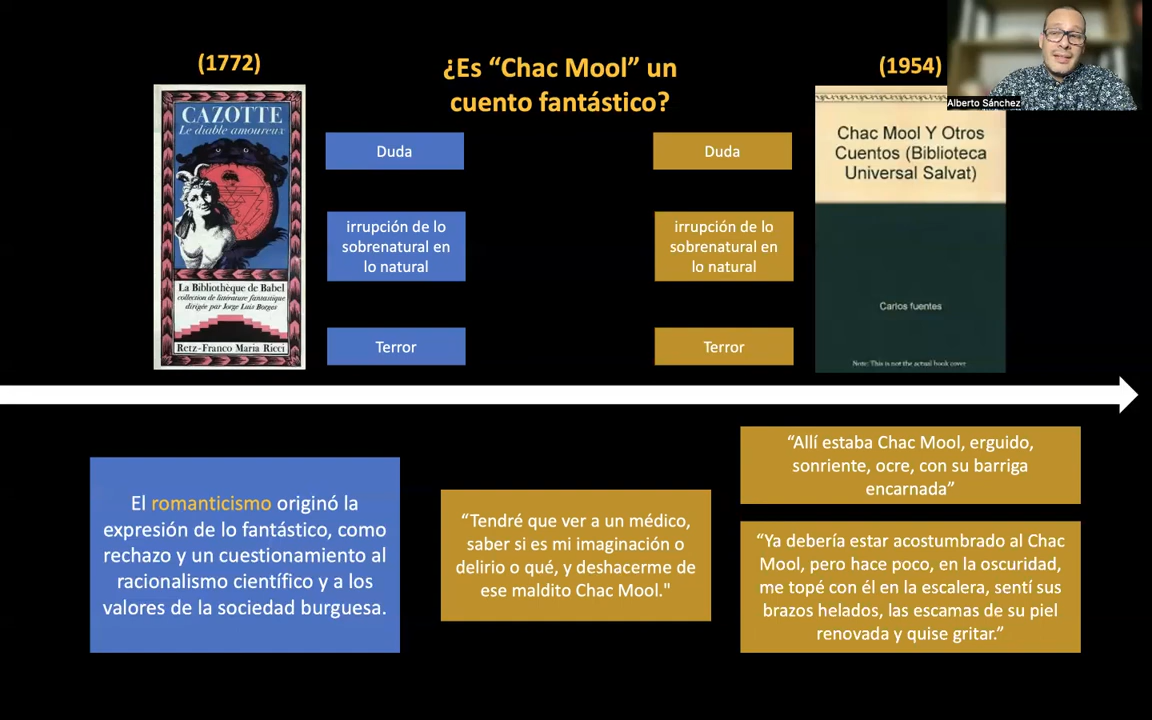 (1772)
¿Es “Chac Mool” un
cuento fantástico?
(1954)
Alberto Sánchez
CAZOTTE
Le diable amoureux
La Bibliothèque de Babel
collection de littérature fantastique
dirigée par Jorge Luis Borges
Retz-Franco Maria Ricci
Duda
irrupción de lo
sobrenatural en
lo natural
Terror
Duda
irrupción de lo
sobrenatural en
lo natural
Terror
Chac Mool Y Otros
Cuentos (Biblioteca
Universal Salvat)
Carlos fuentes
Note: This is not the actual book cover
El romanticismo originó la
expresión de lo fantástico, como
rechazo y un cuestionamiento al
racionalismo científico y a los
valores de la sociedad burguesa.
“Tendré que ver a un médico,
saber si es mi imaginación o
delirio o qué, y deshacerme de
ese maldito Chac Mool."
“Allí estaba Chac Mool, erguido,
sonriente, ocre, con su barriga
encarnada”
“Ya debería estar acostumbrado al Chac
Mool, pero hace poco, en la oscuridad,
me topé con él en la escalera, sentí sus
brazos helados, las escamas de su piel
renovada y quise gritar.”